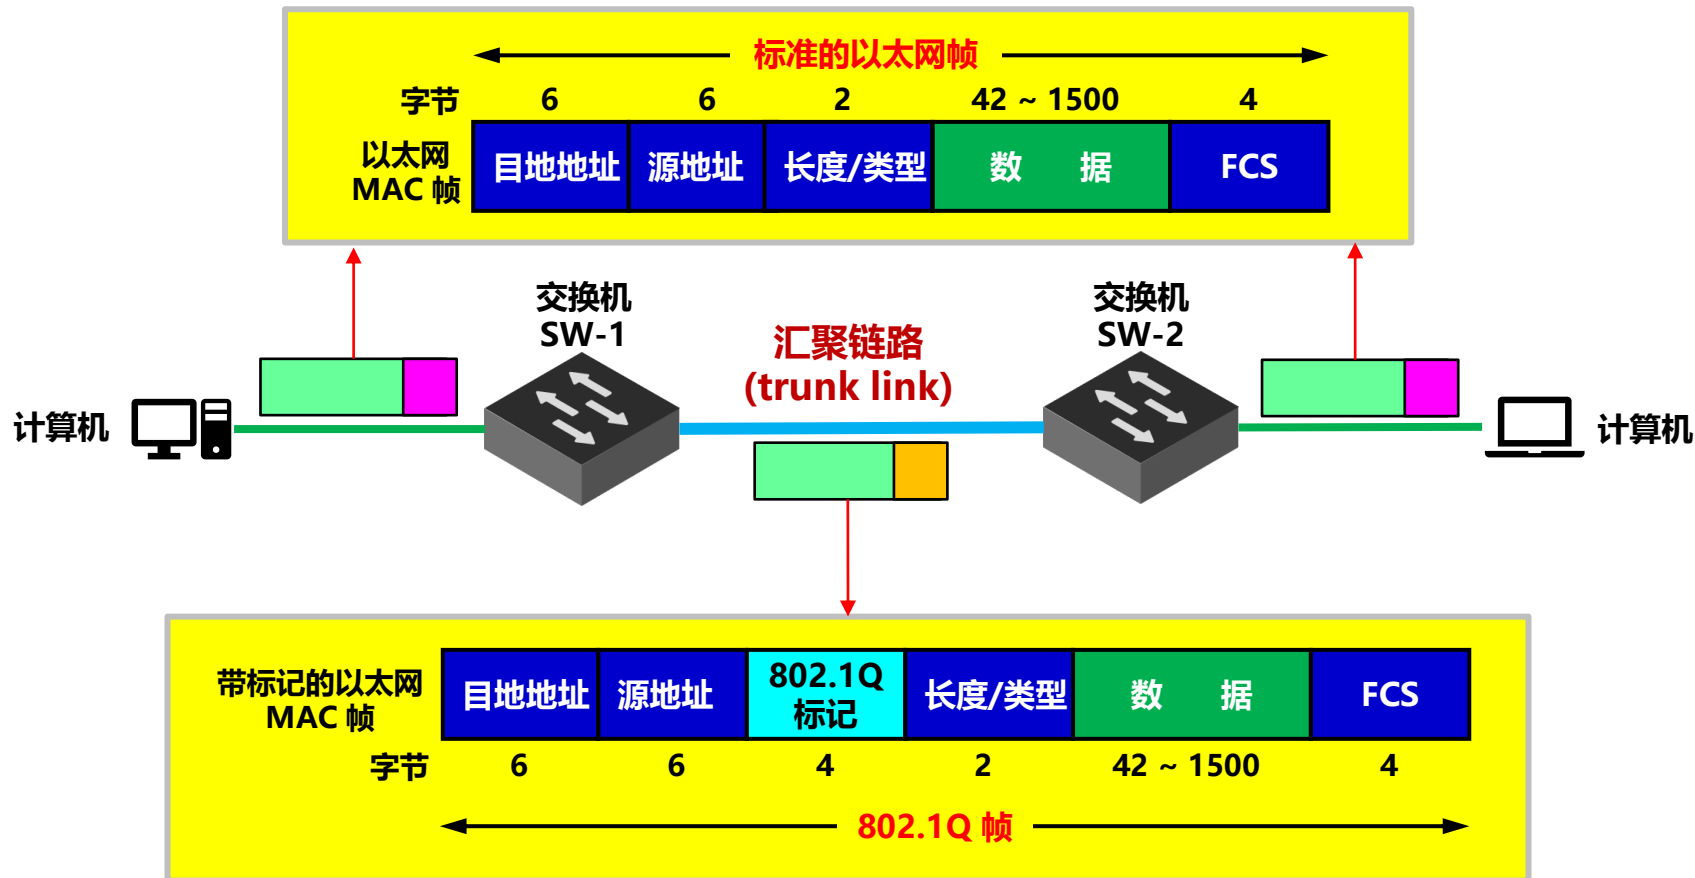 标准的以太网帧
字节 6 6 2 42 ~ 1500 4
以太网
MAC 帧
目地地址 源地址 长度/类型 数 据 FCS
交换机
SW-1
交换机
SW-2
汇聚链路
(trunk link)
计算机
计算机
带标记的以太网
MAC 帧
目地地址 源地址 802.1Q
标记
长度/类型 数 据 FCS
字节 6 6 4 2 42 ~ 1500 4
802.1Q 帧